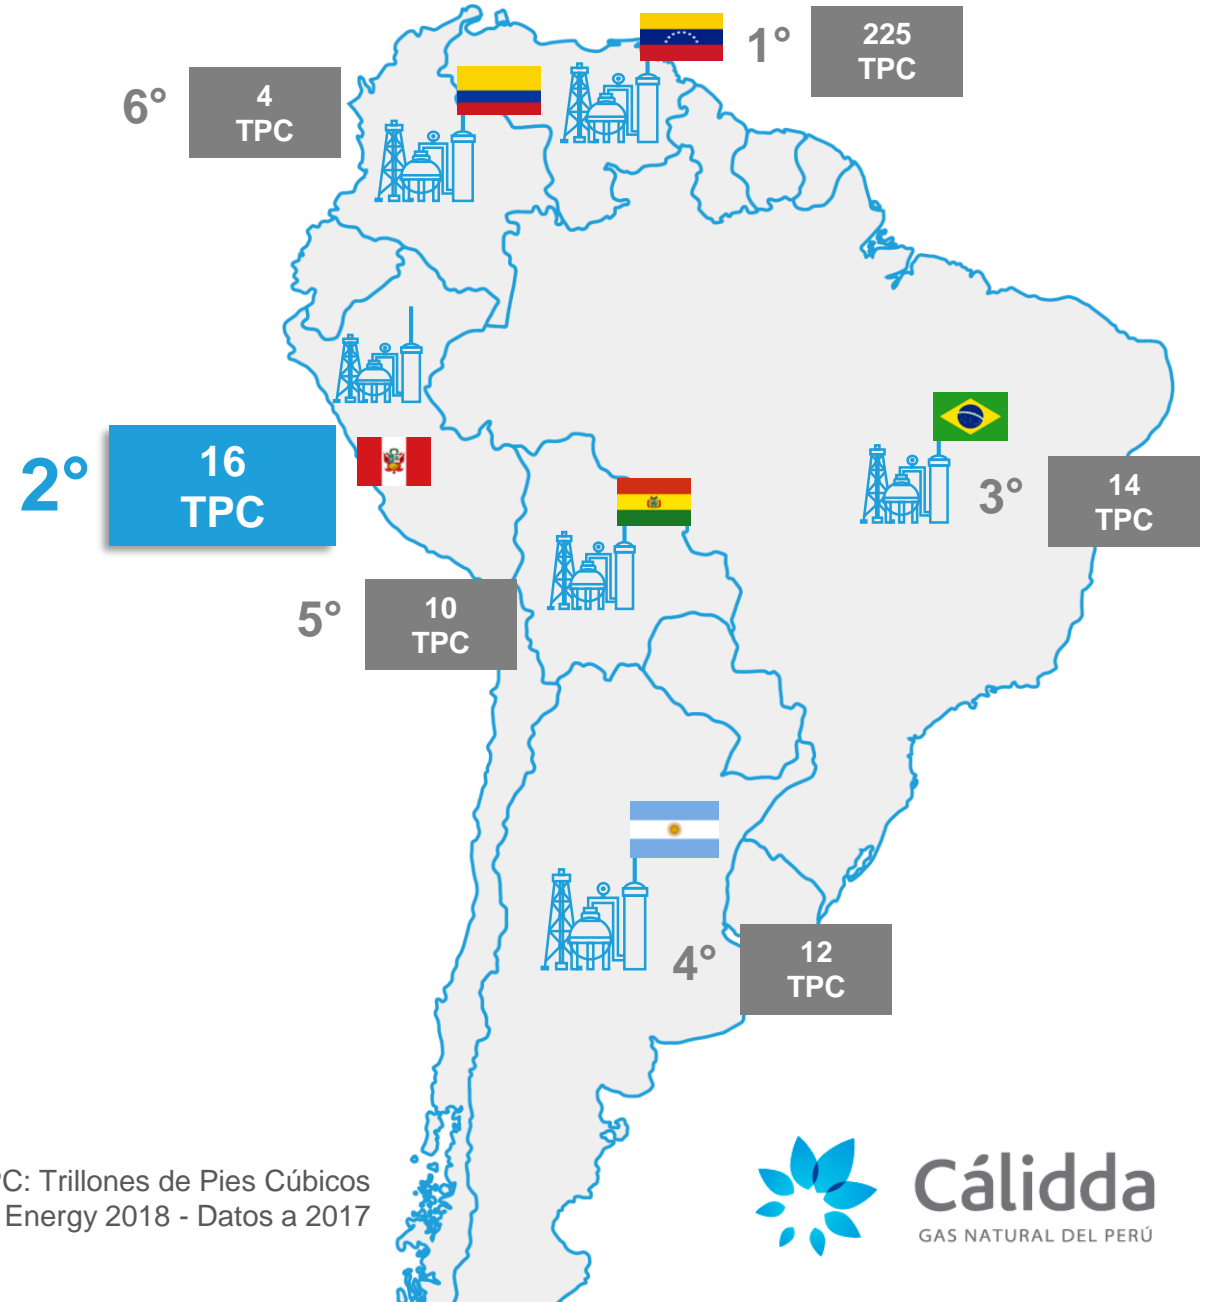 1°
225
TPC
6°
4
TPC
2°
16
TPC
3°
14
TPC
5°
10
TPC
4°
12
TPC
PC: Trillones de Pies Cúbicos
Energy 2018 - Datos a 2017
Cálidda
GAS NATURAL DEL PERÚ